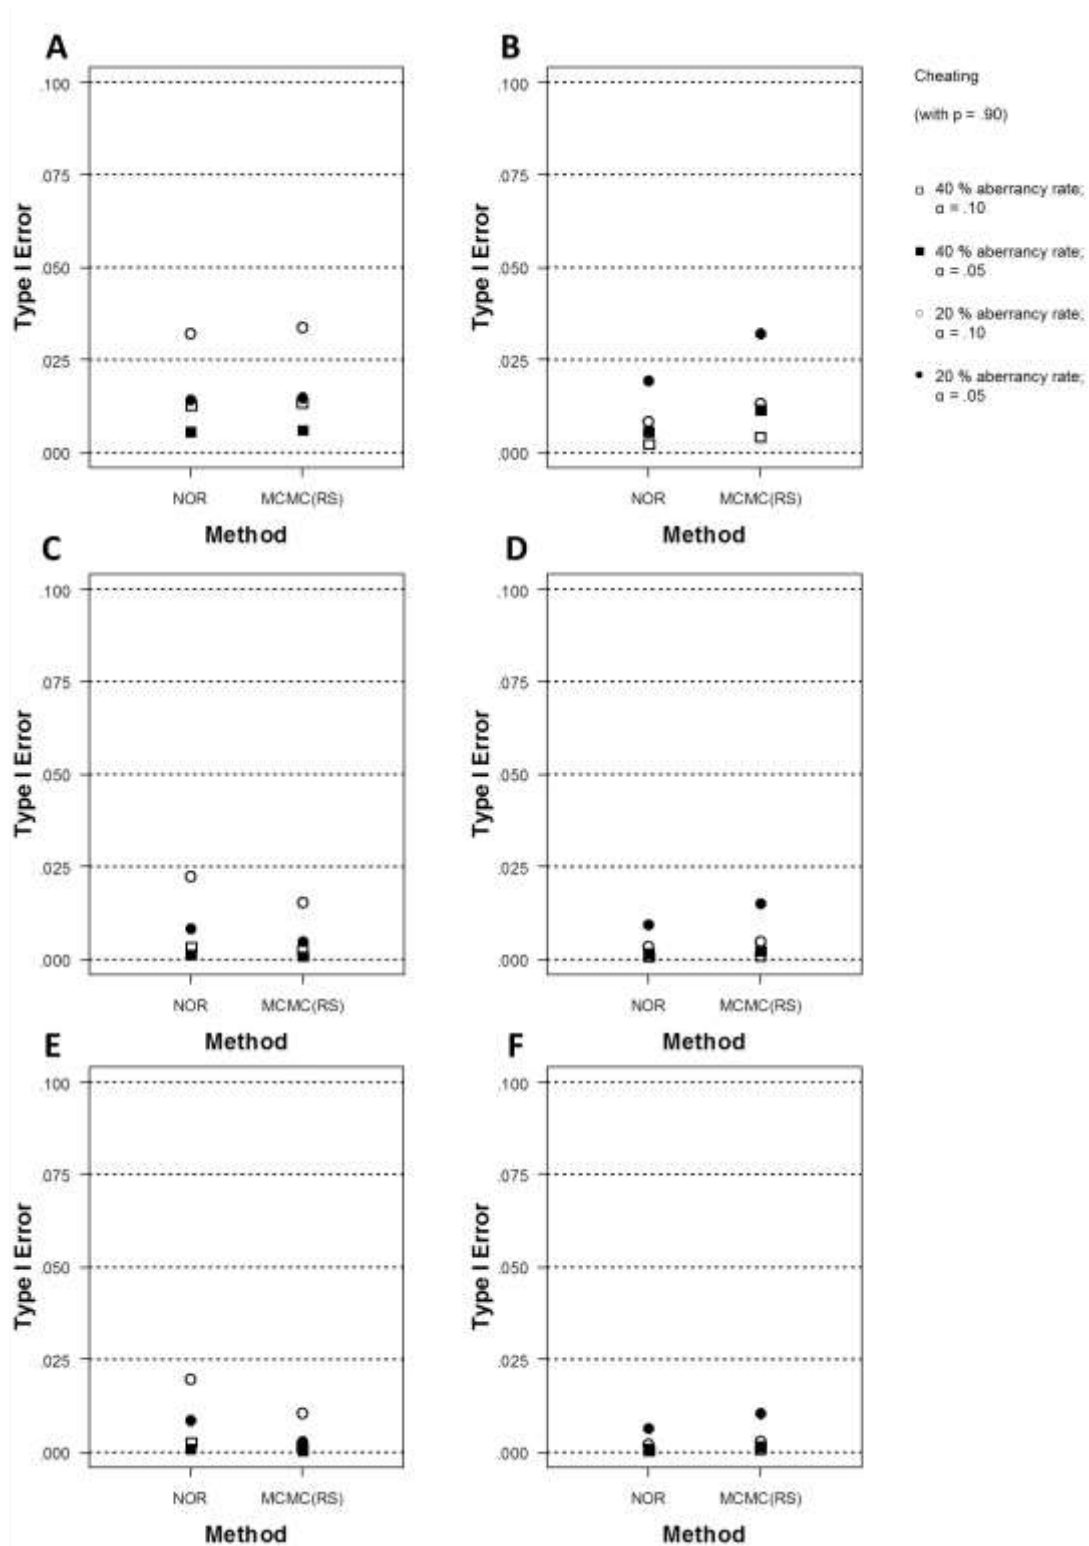 A
B
.100
.075
.050
.025
.000
Type I Error
NOR MCMC(RS)
Method
.100
.075
.050
.025
.000
Type I Error
NOR MCMC(RS)
Method
Cheating
(with p = .90)
40 % aberrancy rate;
α = .10
40 % aberrancy rate;
α = .05
20 % aberrancy rate;
α = .10
20 % aberrancy rate;
α = .05
C
D
.100
.075
.050
.025
.000
Type I Error
NOR MCMC(RS)
Method
.100
.075
.050
.025
.000
Type I Error
NOR MCMC(RS)
Method
E
F
.100
.075
.050
.025
.000
Type I Error
NOR MCMC(RS)
Method
.100
.075
.050
.025
.000
Type I Error
NOR MCMC(RS)
Method